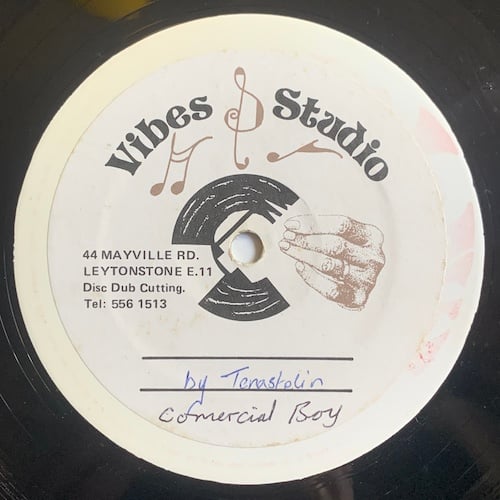 Vibes Studio
44 MAYVILLE RD.
LEYTONSTONE E.11
Disc Dub Cutting.
Tel: 556 1513
by Tenastelin
Comercial Boy